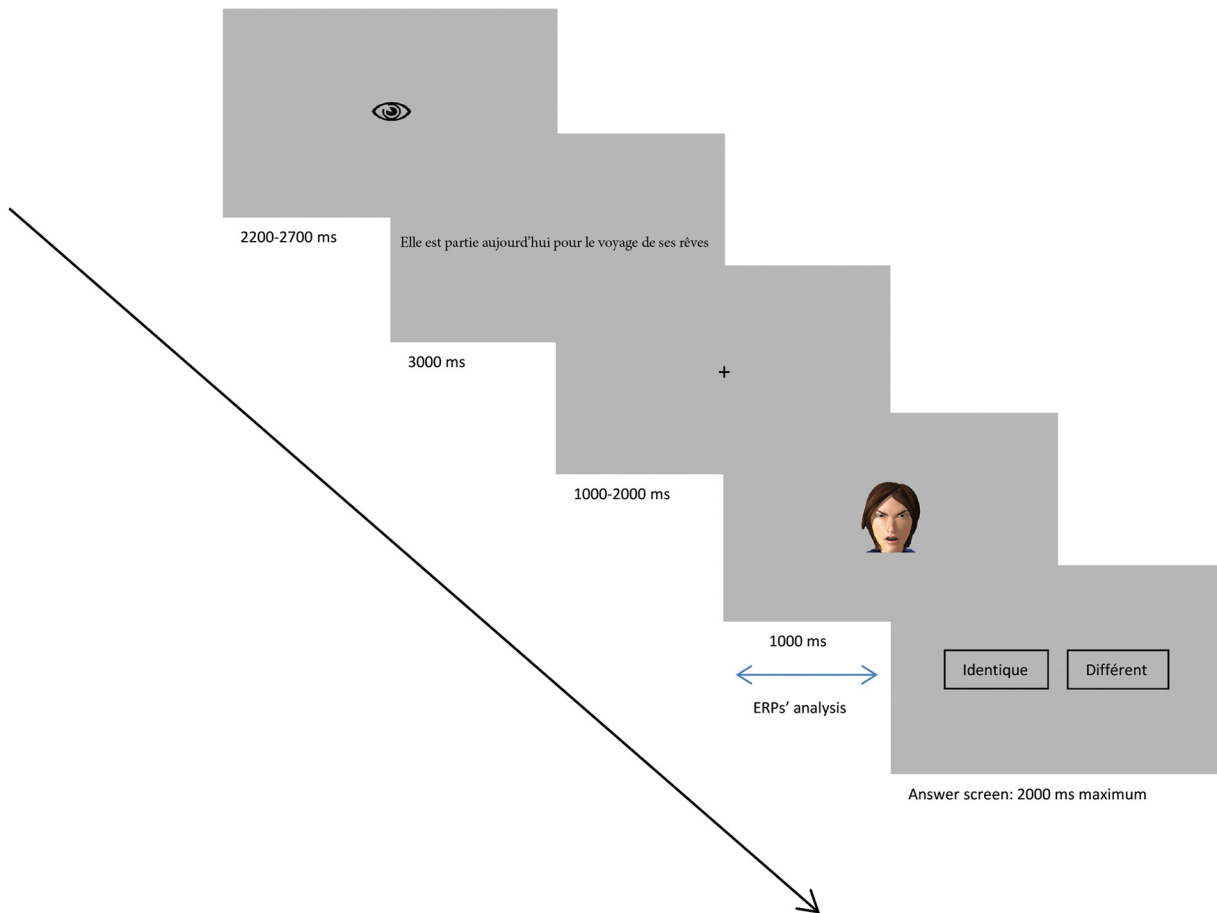 2200-2700 ms
Elle est partie aujourd'hui pour le voyage de ses rêves
3000 ms
+
1000-2000 ms
1000 ms
ERPs' analysis
Identique
Différent
Answer screen: 2000 ms maximum